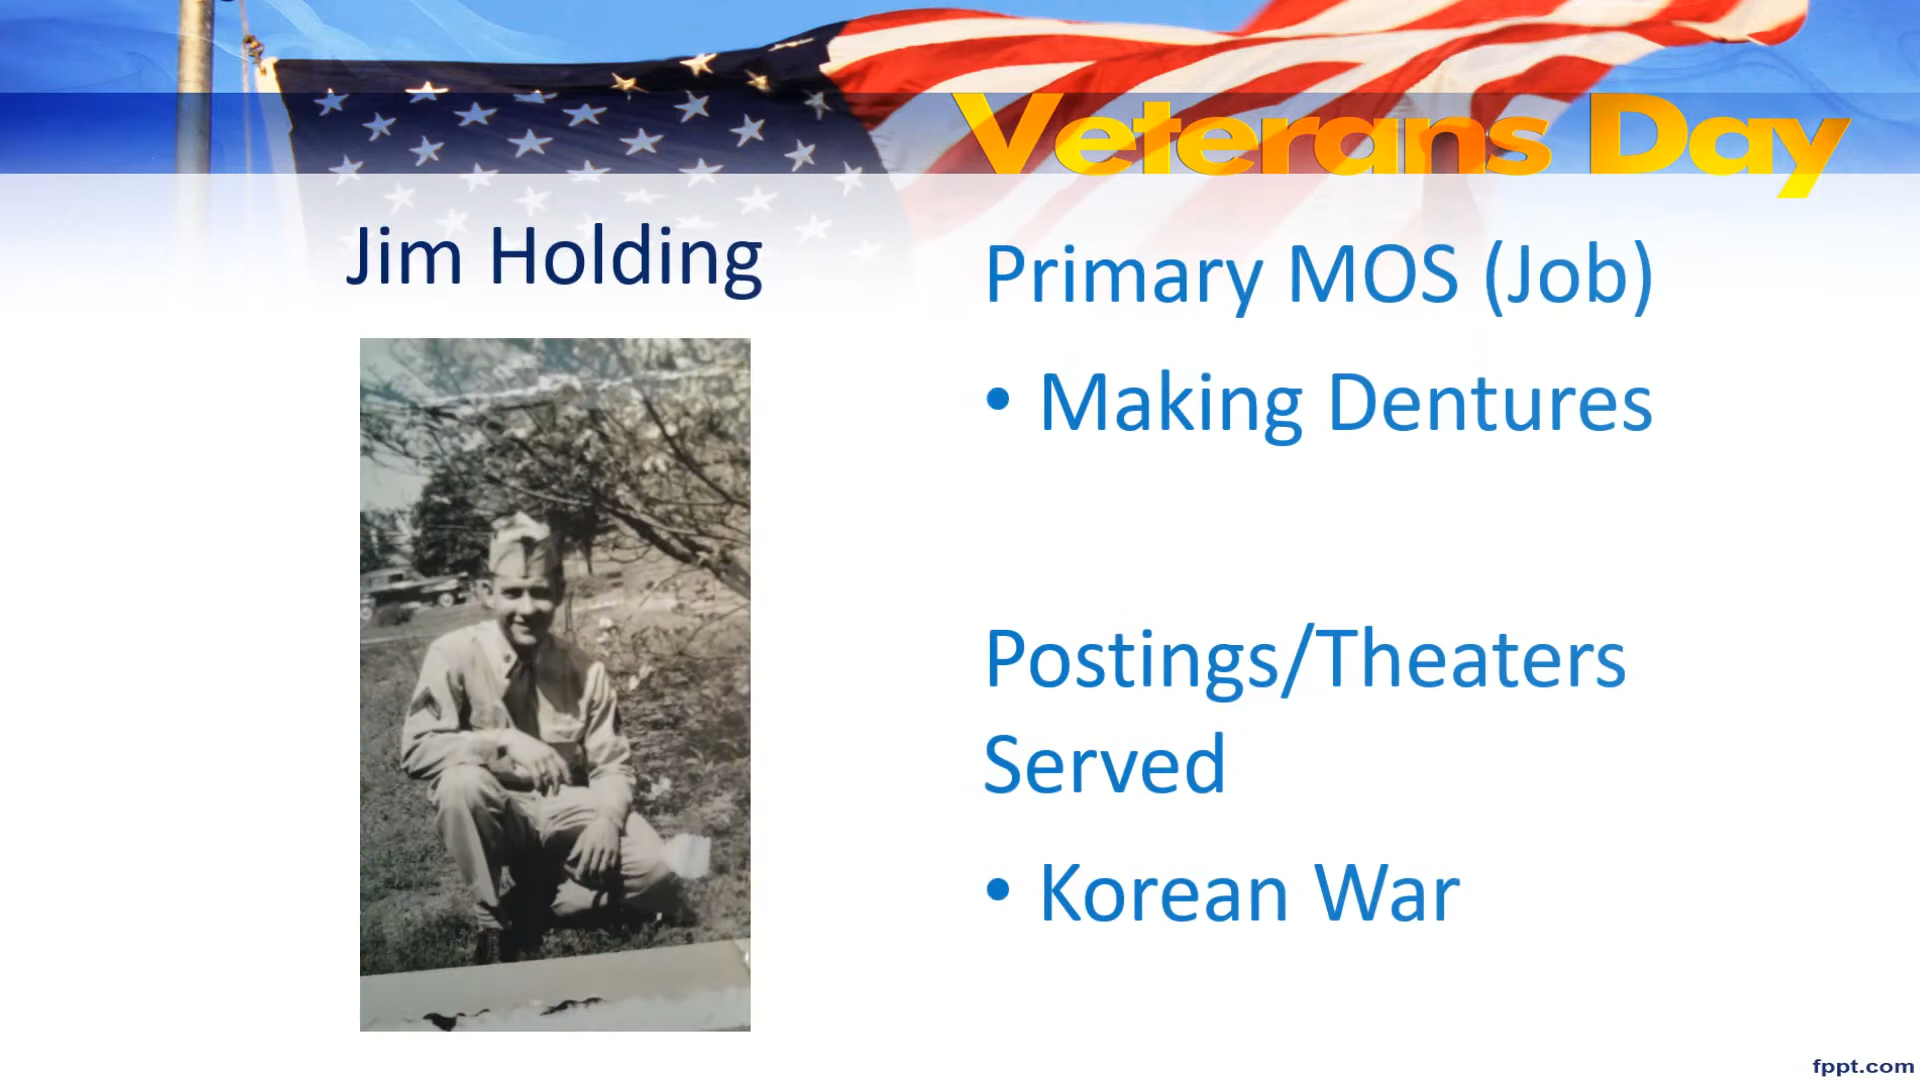 Veterans Day
Jim Holding
Primary MOS (Job)
• Making Dentures
Postings/Theaters
Served
• Korean War
fppt.com